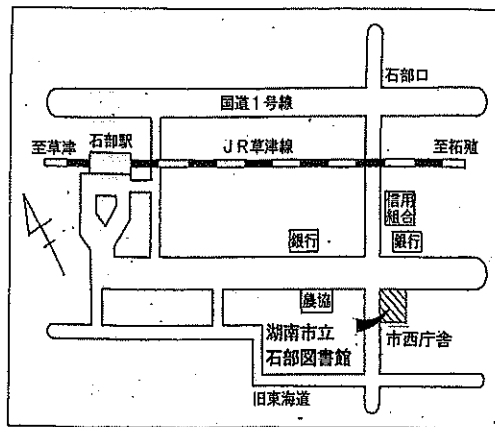 石部口
国道1号線
石部駅
至草津
JR草津線
至柘植
信用
組合
銀行
銀行
農協
湖南市立
石部図書館
市西庁舎
旧東海道